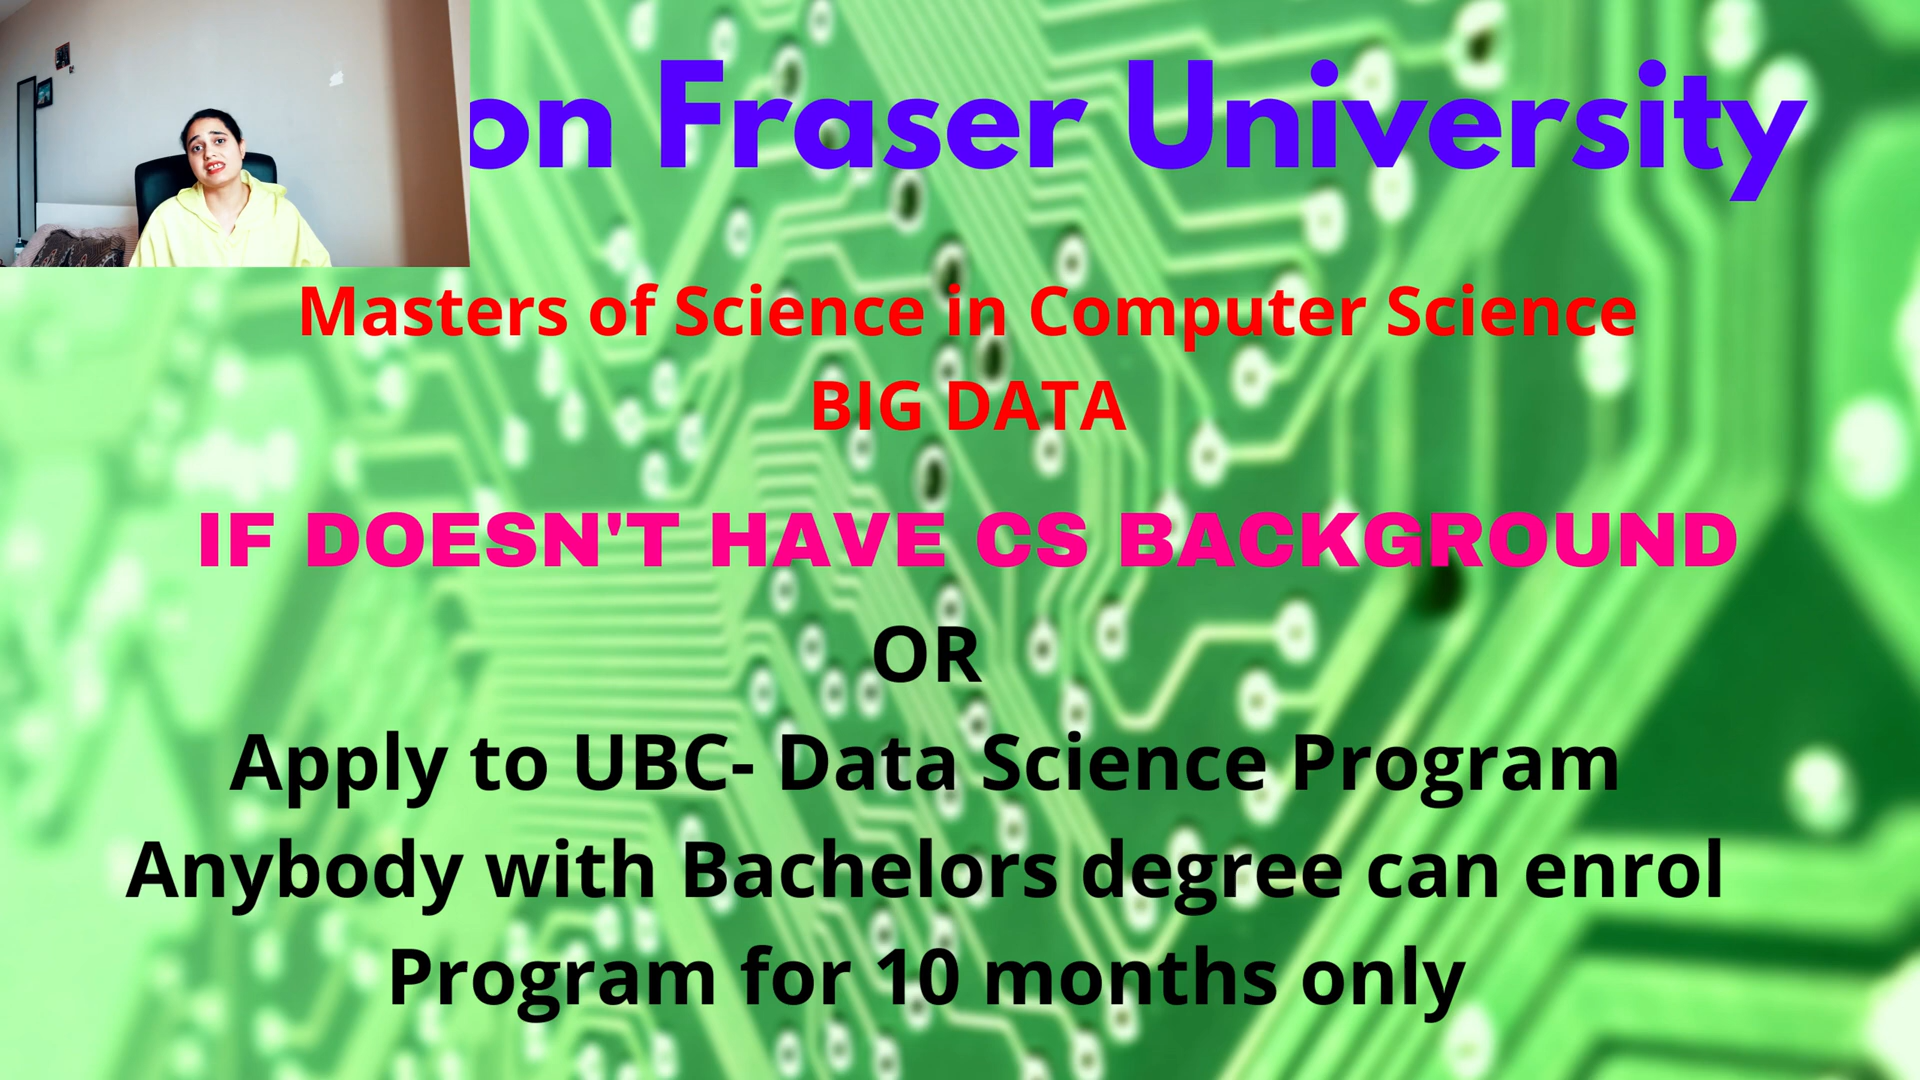 on Fraser University
Masters of Science in Computer Science
BIG DATA
IF DOESN'T HAVE CS BACKGROUND
OR
Apply to UBC- Data Science Program
Anybody with Bachelors degree can enrol
Program for 10 months only